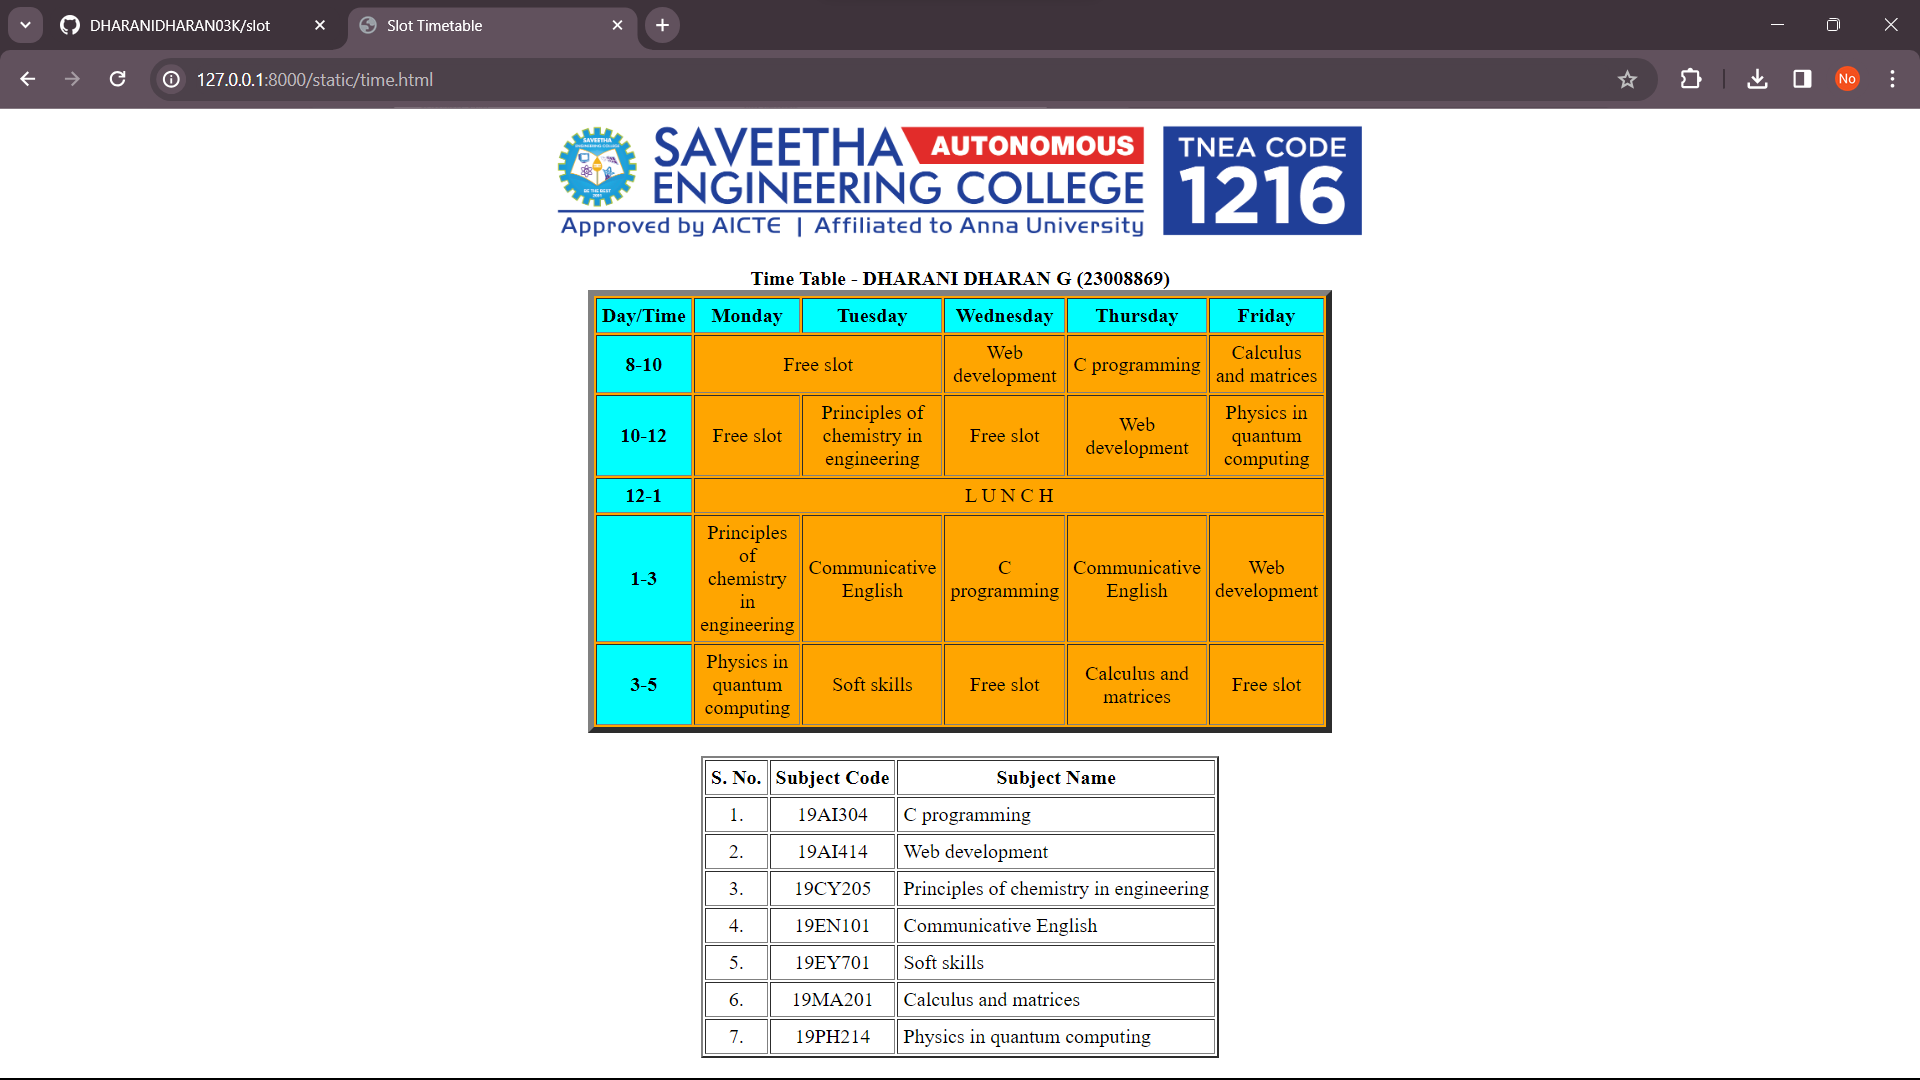 DHARANIDHARAN03K/slot
Slot Timetable
127.0.0.1:8000/static/time.html
No
SAVEETHA AUTONOMOUS
ENGINEERING COLLEGE
Approved by AICTE | Affiliated to Anna University
TNEA CODE
1216
SAVEETHA
ENGINEERING COLLEGE
BE THE BEST
Time Table - DHARANI DHARAN G (23008869)
Day/Time Monday Tuesday Wednesday Thursday Friday
8-10 Free slot Web development C programming Calculus and matrices
10-12 Free slot Principles of chemistry in engineering Free slot Web development Physics in quantum computing
12-1 L U N C H
1-3 Principles of chemistry in engineering Communicative English C programming Communicative English Web development
3-5 Physics in quantum computing Soft skills Free slot Calculus and matrices Free slot
S. No. Subject Code Subject Name
1. 19AI304 C programming
2. 19AI414 Web development
3. 19CY205 Principles of chemistry in engineering
4. 19EN101 Communicative English
5. 19EY701 Soft skills
6. 19MA201 Calculus and matrices
7. 19PH214 Physics in quantum computing